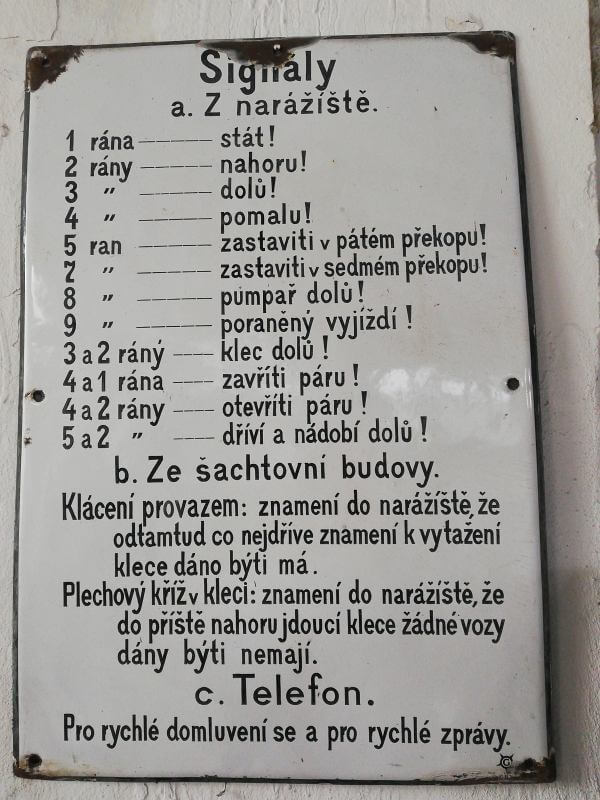 Signály
a. Z narážíště.
1 rána ——— stát!
2 rány ——— nahoru!
3 〃 ——— dolů!
4 〃 ——— pomalu!
5 ran ——— zastaviti v pátém překopu!
7 〃 ——— zastaviti v sedmém překopu!
8 〃 ——— pumpař dolů!
9 〃 ——— poraněný vyjíždí!
3 a 2 rány ——— klec dolů!
4 a 1 rána ——— zavříti páru!
4 a 2 rány ——— otevříti páru!
5 a 2 〃 ——— dříví a nádobí dolů!
b. Ze šachtovní budovy.
Klácení provazem: znamení do narážíště, že
odtamtud co nejdříve znamení k vytažení
klece dáno býti má.
Plechový kříž v kleci: znamení do narážíště, že
do příště nahoru jdoucí klece žádné vozy
dány býti nemají.
c. Telefon.
Pro rychlé domluvení se a pro rychlé zprávy.